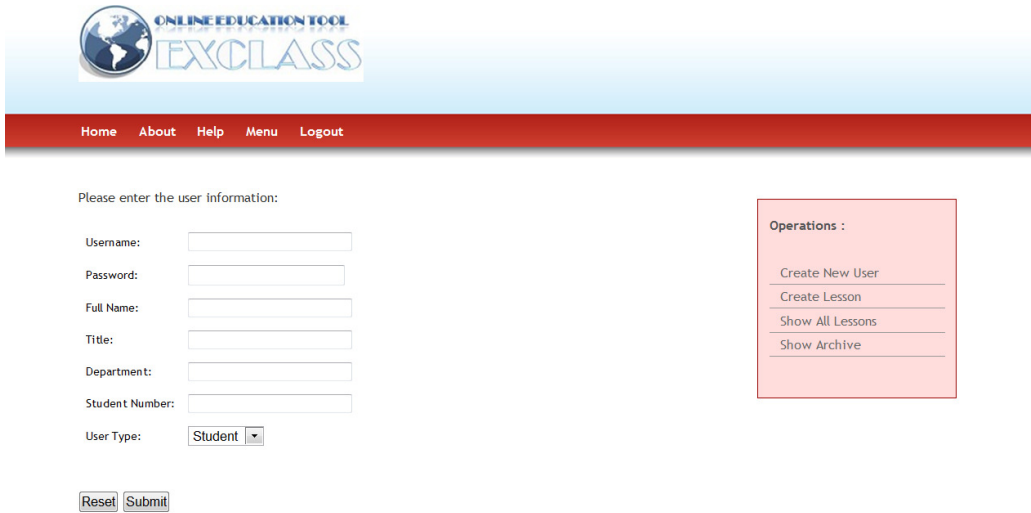 ONLINE EDUCATION TOOL
EXCLASS
Home About Help Menu Logout
Please enter the user information:
Username:
Password:
Full Name:
Title:
Department:
Student Number:
User Type: Student
Reset Submit
Operations :
Create New User
Create Lesson
Show All Lessons
Show Archive